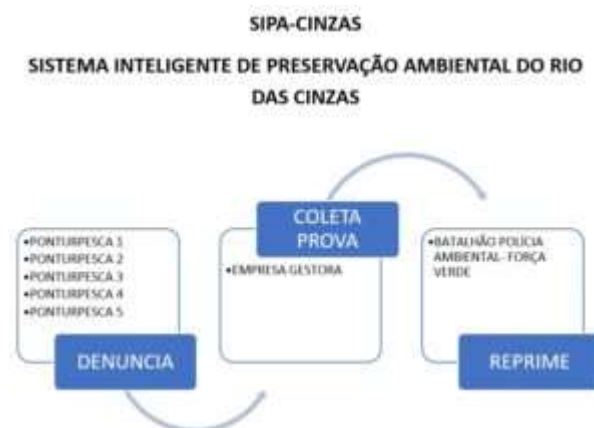 SIPA-CINZAS
SISTEMA INTELIGENTE DE PRESERVAÇÃO AMBIENTAL DO RIO
DAS CINZAS
•PONTURPESCA 1
•PONTURPESCA 2
•PONTURPESCA 3
•PONTURPESCA 4
•PONTURPESCA 5
DENUNCIA
COLETA
PROVA
•EMPRESA GESTORA
•BATALHÃO POLÍCIA
AMBIENTAL- FORÇA
VERDE
REPRIME